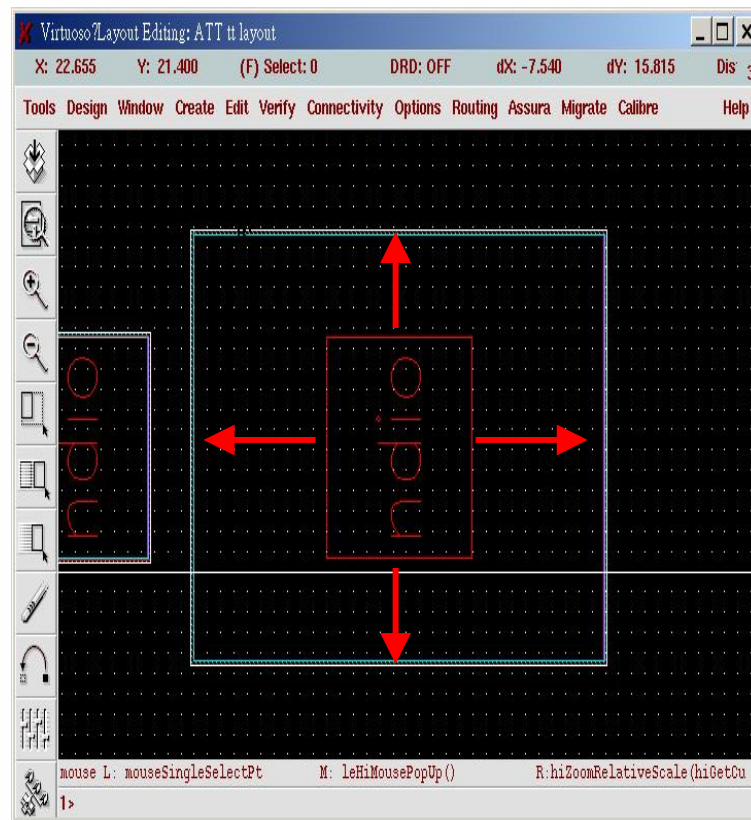 Virtuoso?Layout Editing: ATT tt layout
X: 22.655 Y: 21.400 (F) Select: 0 DRD: OFF dX: -7.540 dY: 15.815 Dis
Tools Design Window Create Edit Verify Connectivity Options Routing Assura Migrate Calibre Help
ndio
ndio
mouse L: mouseSingleSelectPt M: leHiMousePopUp() R:hiZoomRelativeScale(hiGetCu
1>